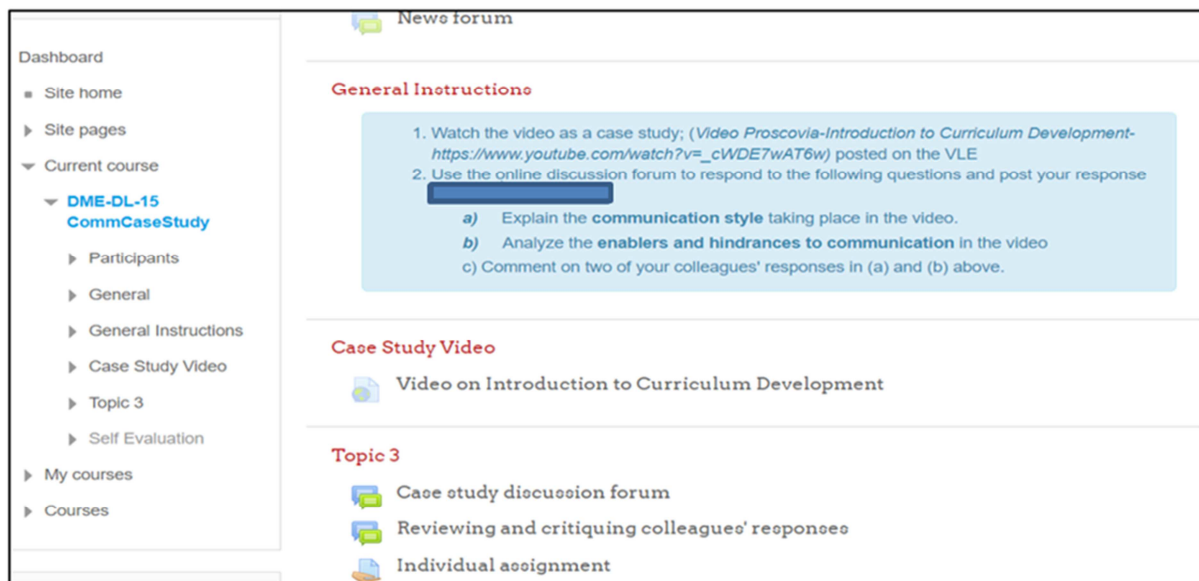 News forum
Dashboard
Site home
Site pages
Current course
DME-DL-15
CommCaseStudy
Participants
General
General Instructions
Case Study Video
Topic 3
Self Evaluation
My courses
Courses
General Instructions
1. Watch the video as a case study; (Video Proscovia-Introduction to Curriculum Development-
https://www.youtube.com/watch?v=_cWDE7wAT6w) posted on the VLE
2. Use the online discussion forum to respond to the following questions and post your response
a) Explain the communication style taking place in the video.
b) Analyze the enablers and hindrances to communication in the video
c) Comment on two of your colleagues' responses in (a) and (b) above.
Case Study Video
Video on Introduction to Curriculum Development
Topic 3
Case study discussion forum
Reviewing and critiquing colleagues' responses
Individual assignment